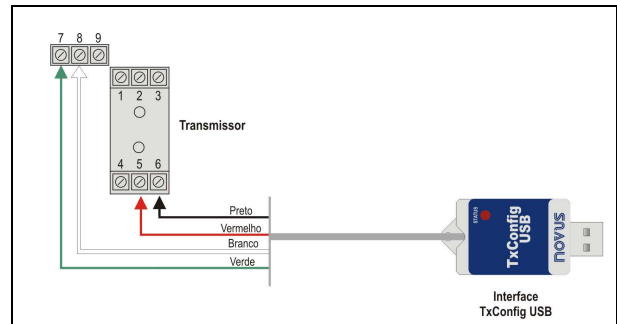 7 8 9
1 2 3
Transmissor
4 5 6
Preto
Vermelho
Branco
Verde
STATUS
TxConfig
USB
NOVUS
Interface
TxConfig USB